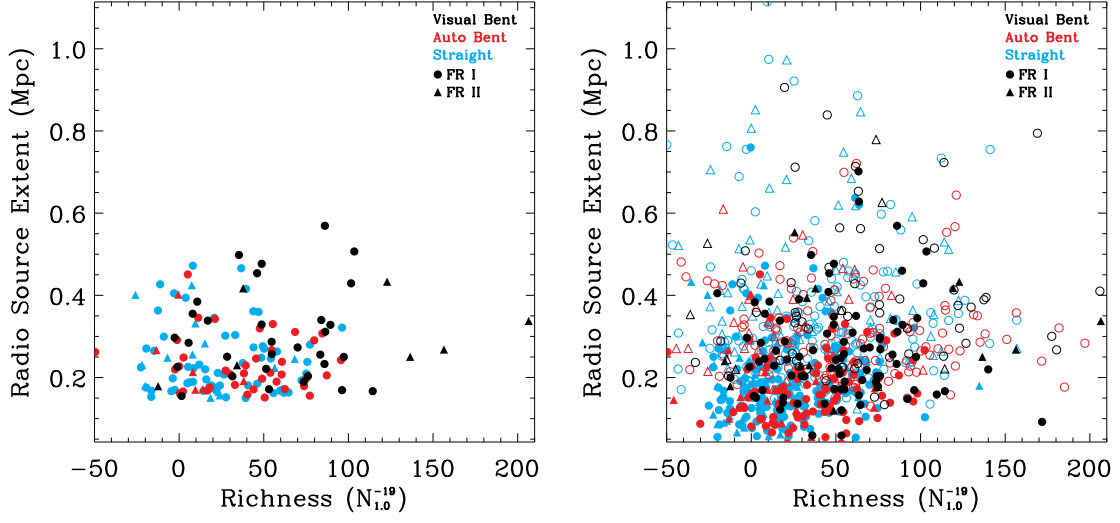 Visual Bent
Auto Bent
Straight
FR I
FR II
Radio Source Extent (Mpc)
1.0
0.8
0.6
0.4
0.2
-50 0 50 100 150 200
Richness (N₁.₀⁻¹⁹)
Visual Bent
Auto Bent
Straight
FR I
FR II
Radio Source Extent (Mpc)
1.0
0.8
0.6
0.4
0.2
-50 0 50 100 150 200
Richness (N₁.₀⁻¹⁹)